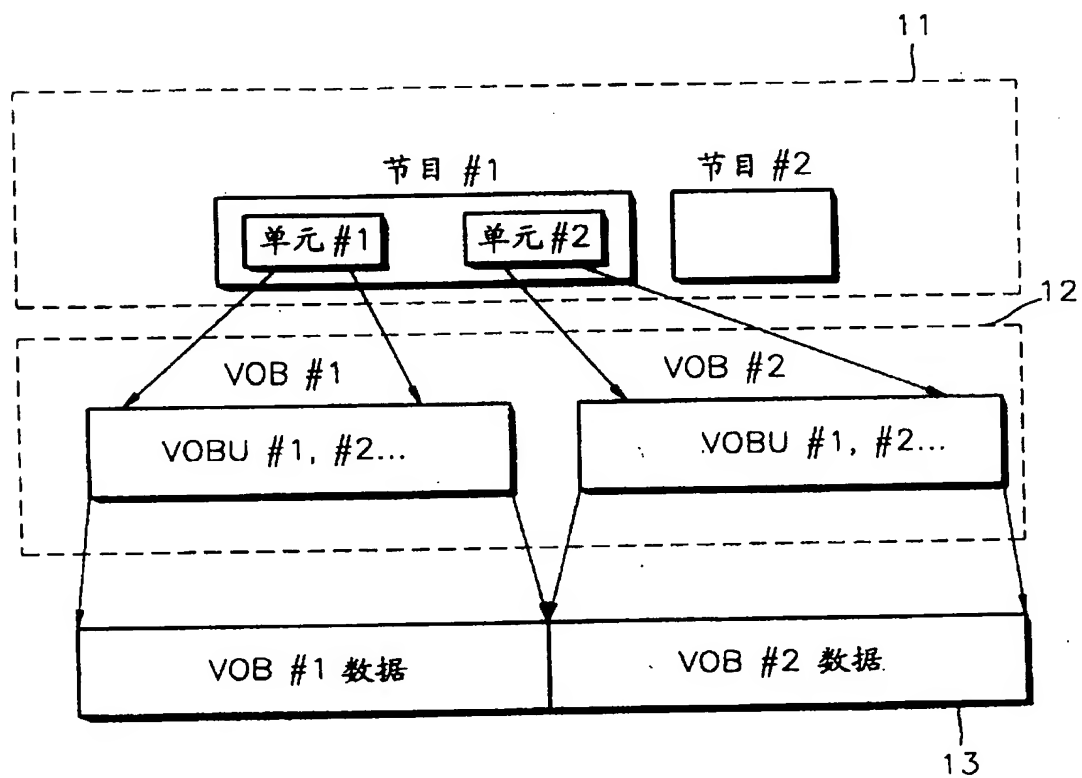 11
节目 #1
节目 #2
单元 #1
单元 #2
12
VOB #1
VOB #2
VOBU #1, #2...
VOBU #1, #2...
VOB #1 数据
VOB #2 数据
13